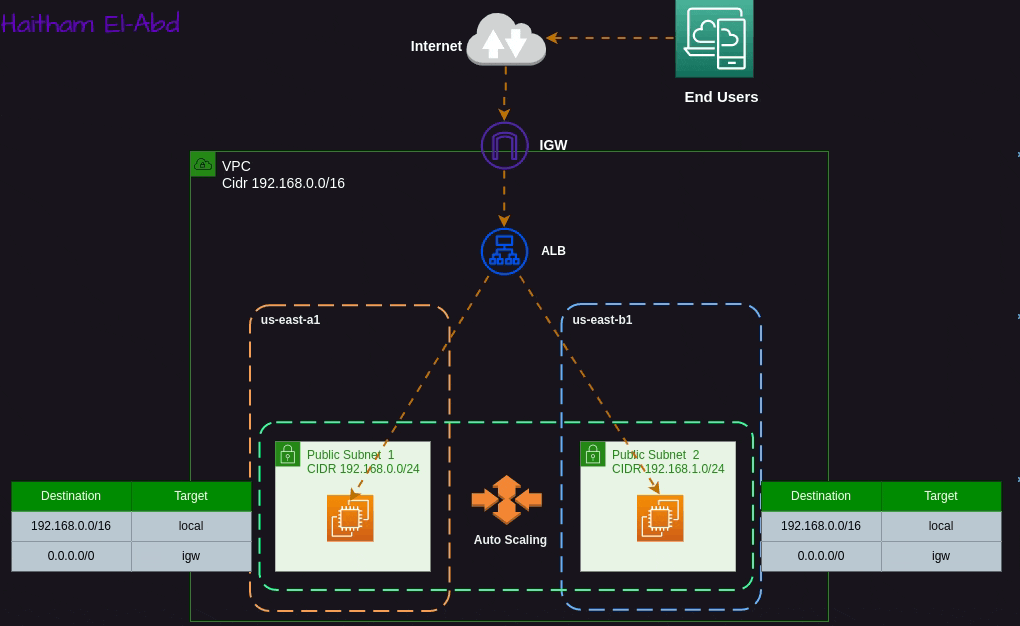 Haitham El-Abd
Internet
End Users
IGW
VPC
Cidr 192.168.0.0/16
ALB
us-east-a1
us-east-b1
Public Subnet 1
CIDR 192.168.0.0/24
Public Subnet 2
CIDR 192.168.1.0/24
Auto Scaling
Destination Target
192.168.0.0/16 local
0.0.0.0/0 igw
Destination Target
192.168.0.0/16 local
0.0.0.0/0 igw